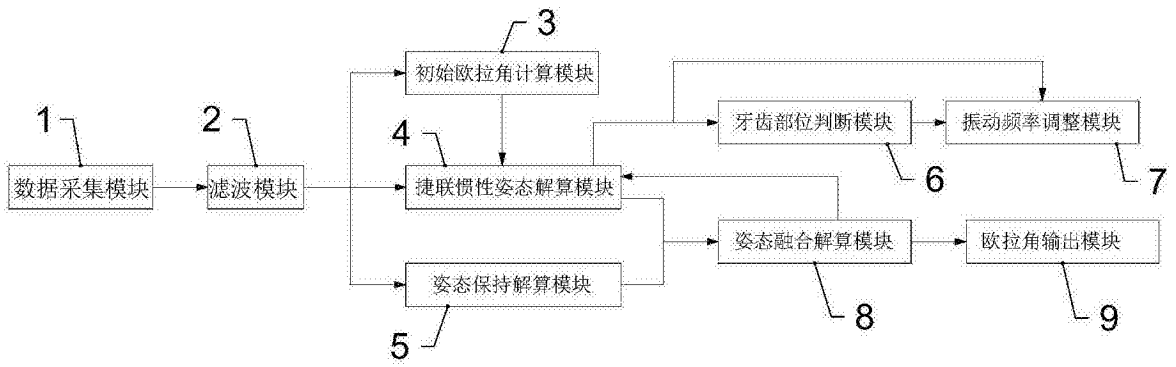 3
初始欧拉角计算模块
1
数据采集模块
2
滤波模块
4
捷联惯性姿态解算模块
牙齿部位判断模块
6
振动频率调整模块
7
姿态保持解算模块
5
姿态融合解算模块
8
欧拉角输出模块
9